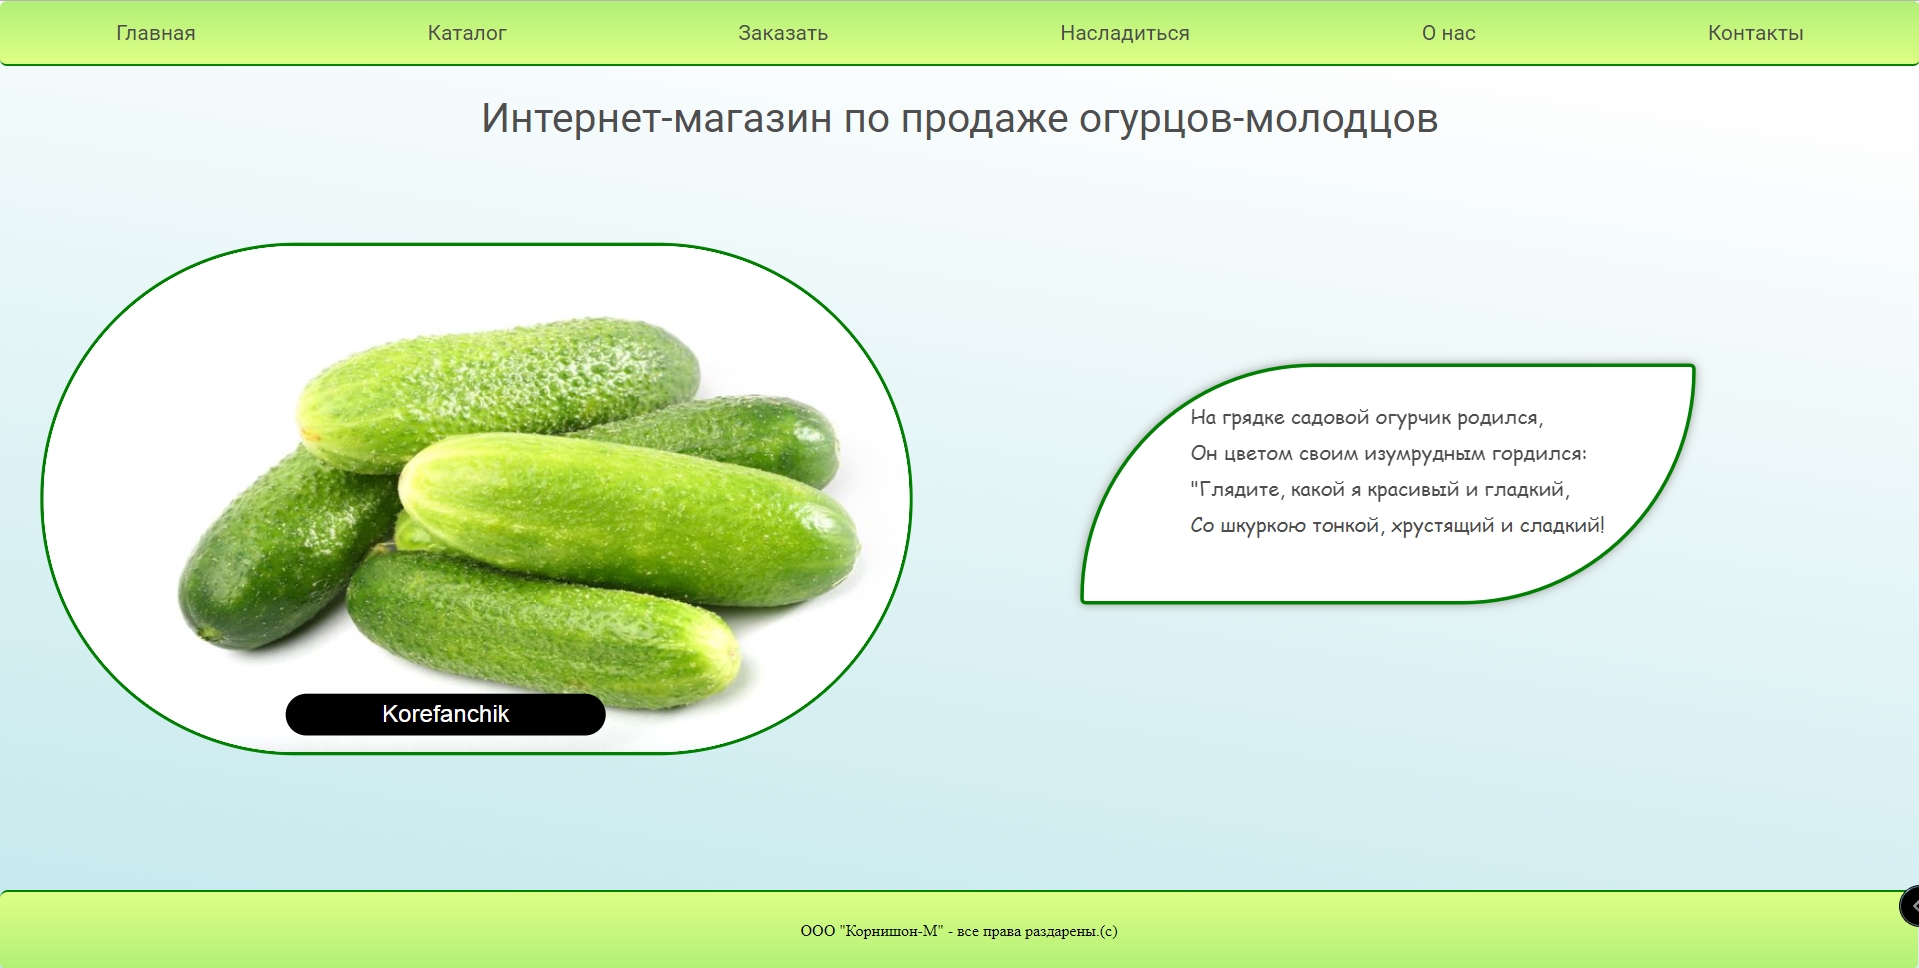 Главная Каталог Заказать Насладиться О нас Контакты
Интернет-магазин по продаже огурцов-молодцов
На грядке садовой огурчик родился,
Он цветом своим изумрудным гордился:
"Глядите, какой я красивый и гладкий,
Со шкуркою тонкой, хрустящий и сладкий!
Korefanchik
ООО "Корнишон-М" - все права раздарены.(с)